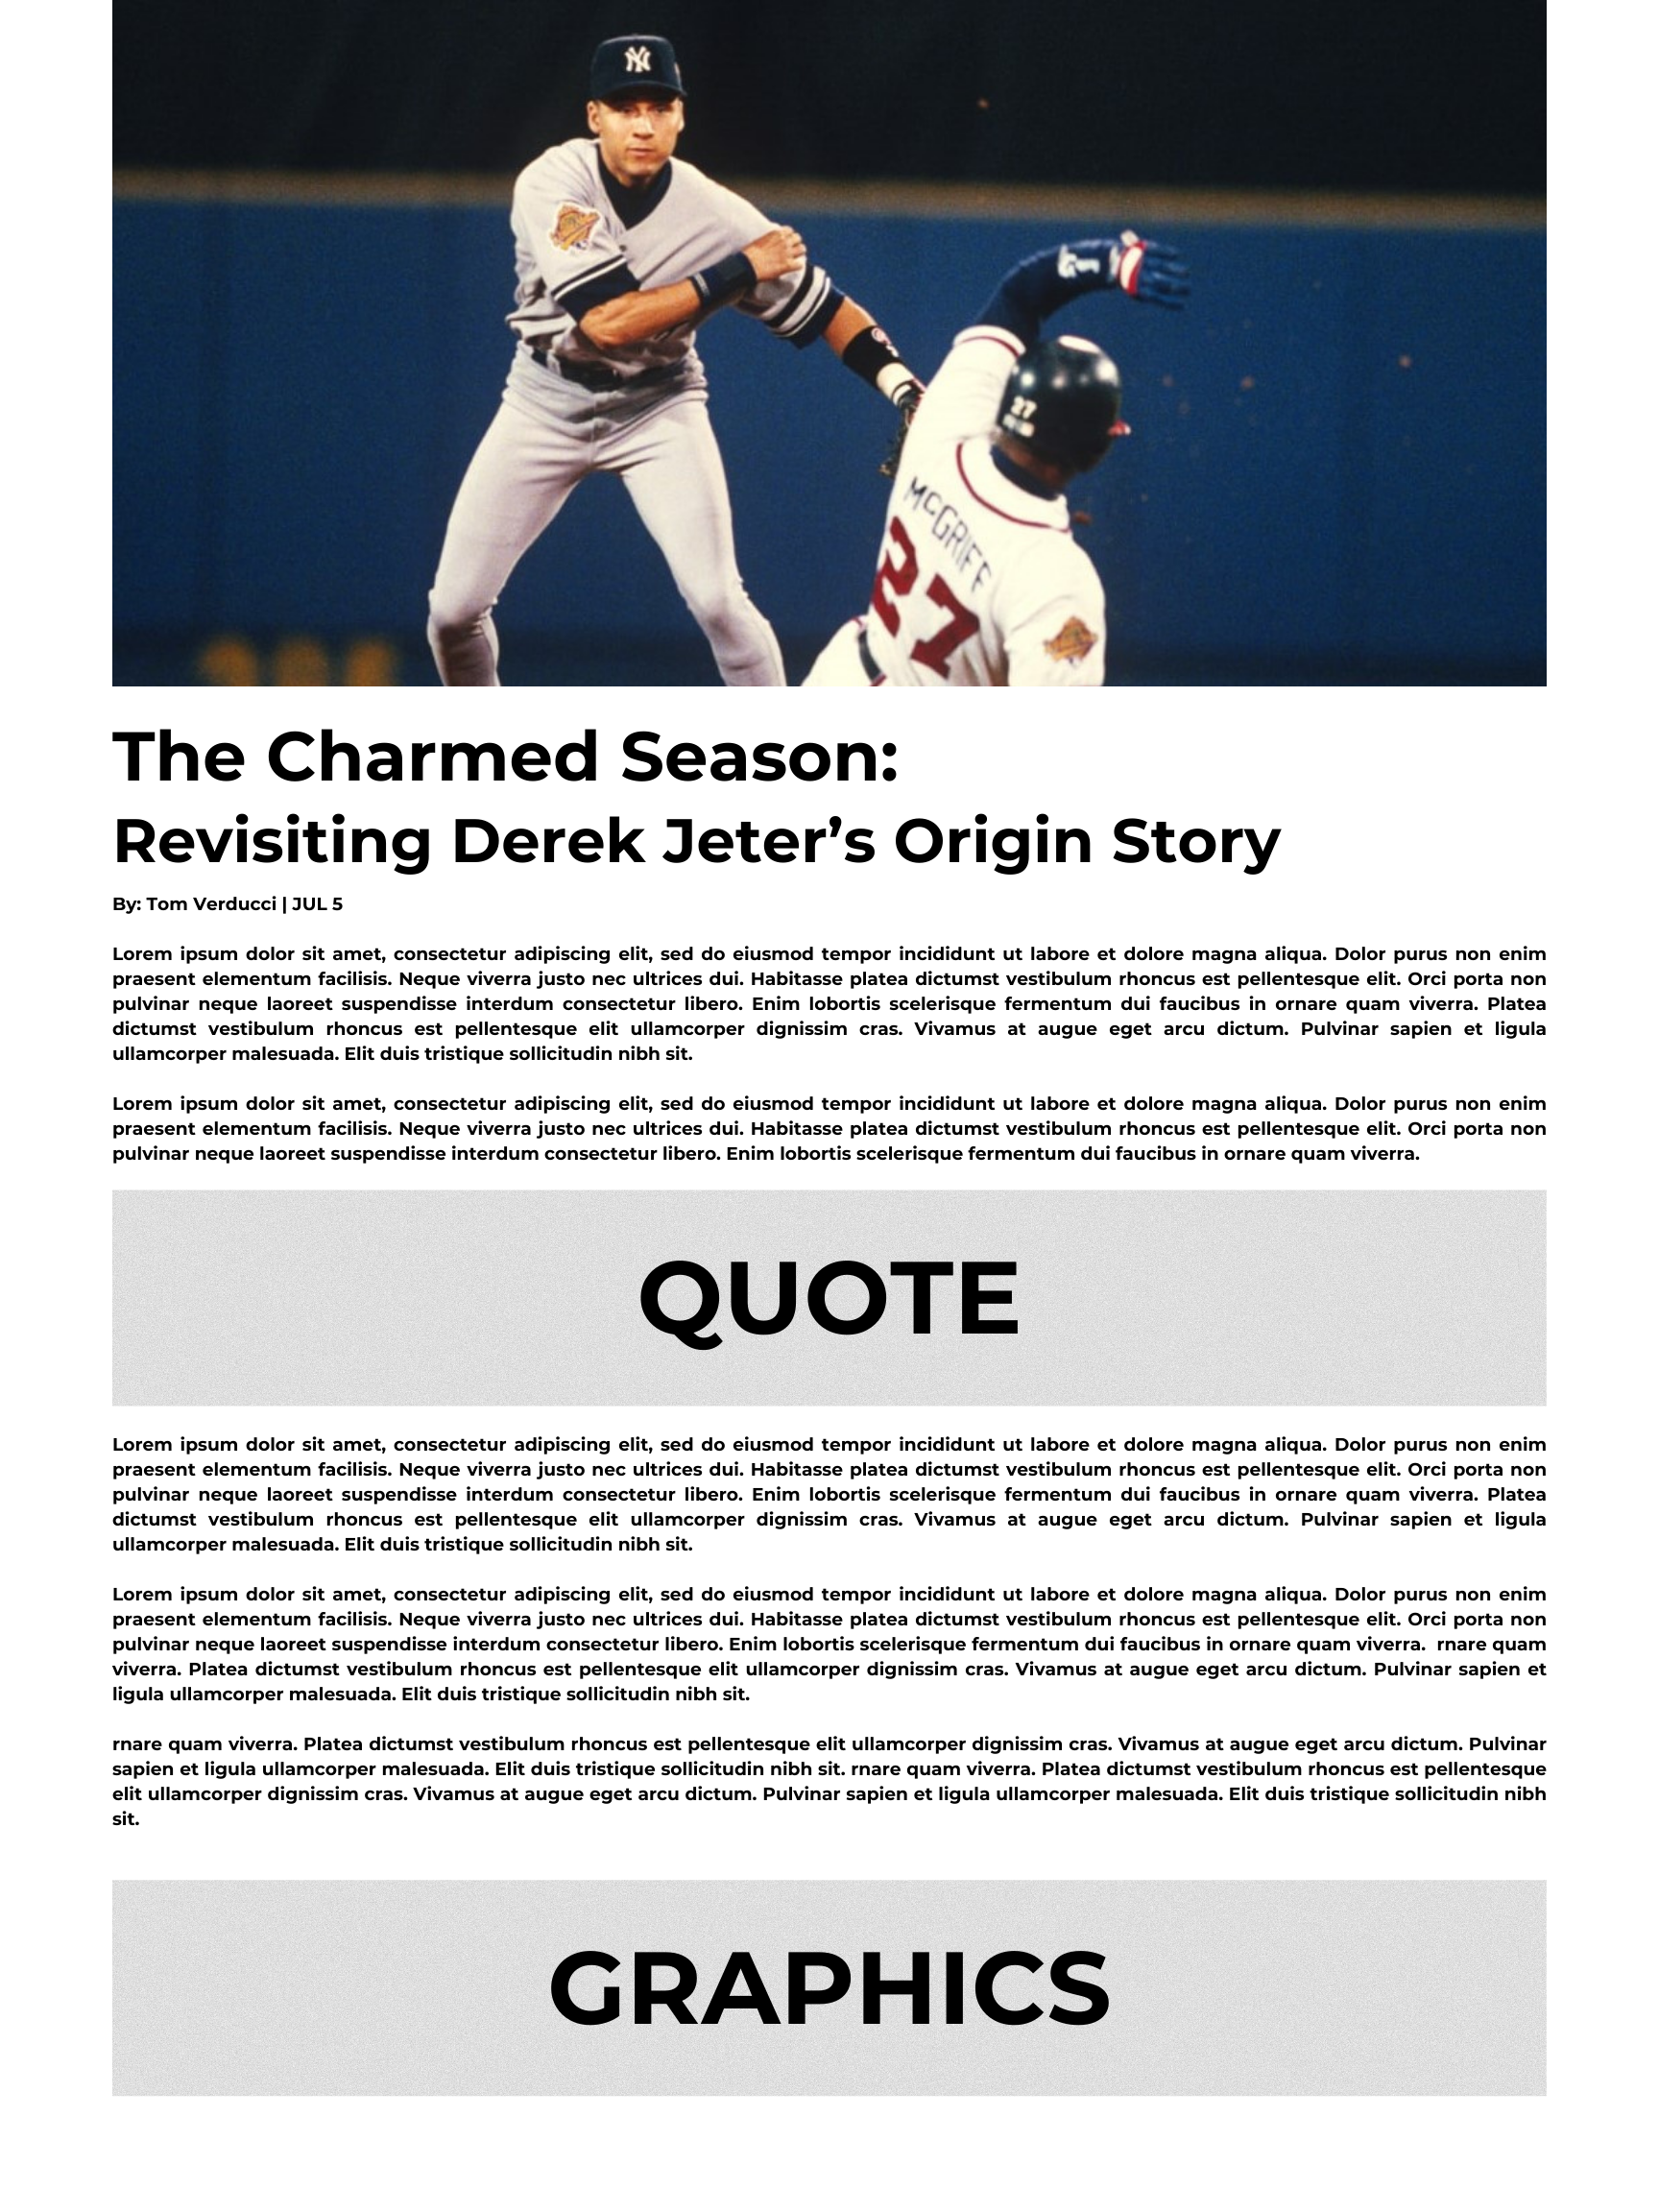 NY
27
McGRIFF
27
The Charmed Season:
Revisiting Derek Jeter’s Origin Story
By: Tom Verducci | JUL 5
Lorem ipsum dolor sit amet, consectetur adipiscing elit, sed do eiusmod tempor incididunt ut labore et dolore magna aliqua. Dolor purus non enim
praesent elementum facilisis. Neque viverra justo nec ultrices dui. Habitasse platea dictumst vestibulum rhoncus est pellentesque elit. Orci porta non
pulvinar neque laoreet suspendisse interdum consectetur libero. Enim lobortis scelerisque fermentum dui faucibus in ornare quam viverra. Platea
dictumst vestibulum rhoncus est pellentesque elit ullamcorper dignissim cras. Vivamus at augue eget arcu dictum. Pulvinar sapien et ligula
ullamcorper malesuada. Elit duis tristique sollicitudin nibh sit.
Lorem ipsum dolor sit amet, consectetur adipiscing elit, sed do eiusmod tempor incididunt ut labore et dolore magna aliqua. Dolor purus non enim
praesent elementum facilisis. Neque viverra justo nec ultrices dui. Habitasse platea dictumst vestibulum rhoncus est pellentesque elit. Orci porta non
pulvinar neque laoreet suspendisse interdum consectetur libero. Enim lobortis scelerisque fermentum dui faucibus in ornare quam viverra.
QUOTE
Lorem ipsum dolor sit amet, consectetur adipiscing elit, sed do eiusmod tempor incididunt ut labore et dolore magna aliqua. Dolor purus non enim
praesent elementum facilisis. Neque viverra justo nec ultrices dui. Habitasse platea dictumst vestibulum rhoncus est pellentesque elit. Orci porta non
pulvinar neque laoreet suspendisse interdum consectetur libero. Enim lobortis scelerisque fermentum dui faucibus in ornare quam viverra. Platea
dictumst vestibulum rhoncus est pellentesque elit ullamcorper dignissim cras. Vivamus at augue eget arcu dictum. Pulvinar sapien et ligula
ullamcorper malesuada. Elit duis tristique sollicitudin nibh sit.
Lorem ipsum dolor sit amet, consectetur adipiscing elit, sed do eiusmod tempor incididunt ut labore et dolore magna aliqua. Dolor purus non enim
praesent elementum facilisis. Neque viverra justo nec ultrices dui. Habitasse platea dictumst vestibulum rhoncus est pellentesque elit. Orci porta non
pulvinar neque laoreet suspendisse interdum consectetur libero. Enim lobortis scelerisque fermentum dui faucibus in ornare quam viverra. rnare quam
viverra. Platea dictumst vestibulum rhoncus est pellentesque elit ullamcorper dignissim cras. Vivamus at augue eget arcu dictum. Pulvinar sapien et
ligula ullamcorper malesuada. Elit duis tristique sollicitudin nibh sit.
rnare quam viverra. Platea dictumst vestibulum rhoncus est pellentesque elit ullamcorper dignissim cras. Vivamus at augue eget arcu dictum. Pulvinar
sapien et ligula ullamcorper malesuada. Elit duis tristique sollicitudin nibh sit. rnare quam viverra. Platea dictumst vestibulum rhoncus est pellentesque
elit ullamcorper dignissim cras. Vivamus at augue eget arcu dictum. Pulvinar sapien et ligula ullamcorper malesuada. Elit duis tristique sollicitudin nibh
sit.
GRAPHICS